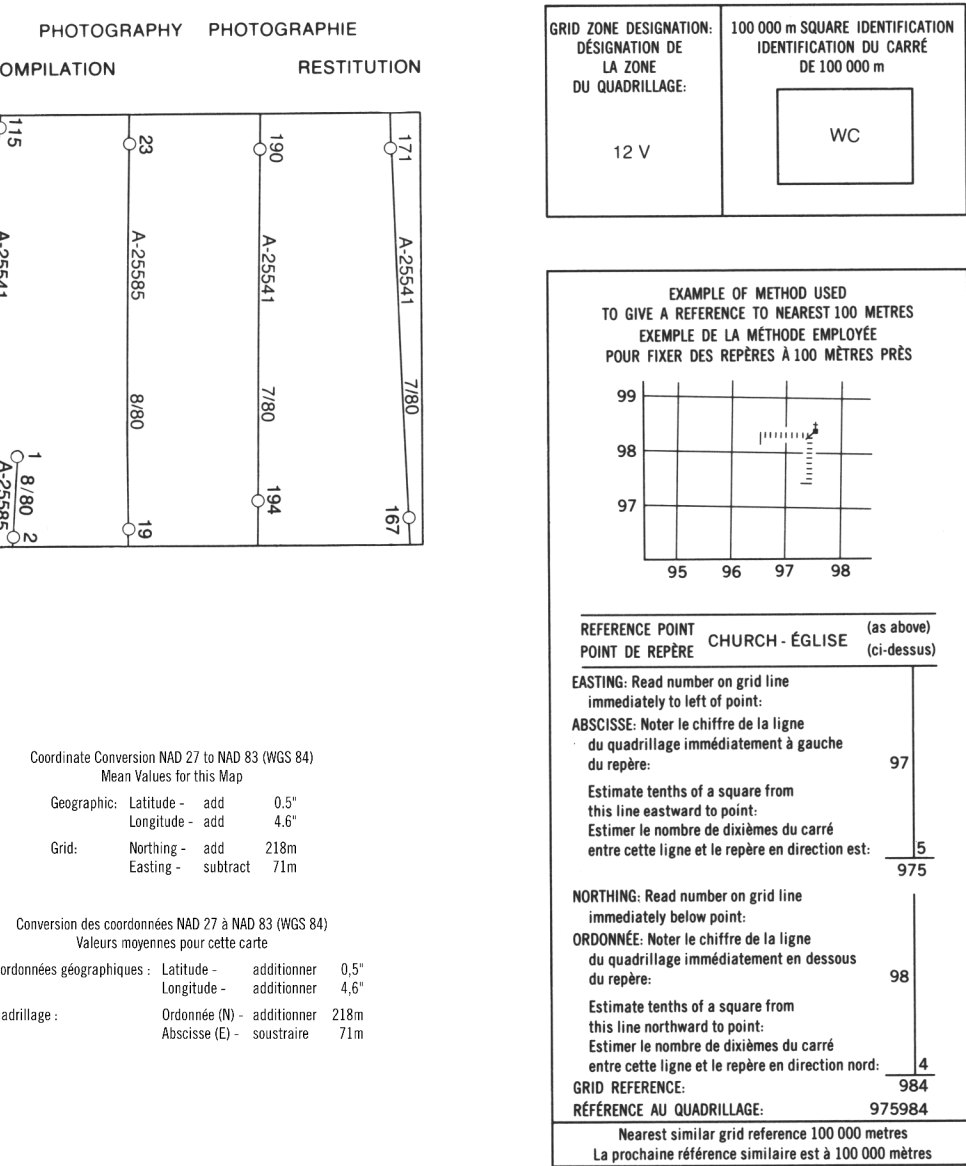 PHOTOGRAPHY PHOTOGRAPHIE
OMPILATION RESTITUTION
115
A-25541
1
8/80
A-25585
2
23
A-25585
8/80
19
190
A-25541
7/80
194
171
A-25541
7/80
167
Coordinate Conversion NAD 27 to NAD 83 (WGS 84)
Mean Values for this Map
Geographic: Latitude - add 0.5"
Longitude - add 4.6"
Grid: Northing - add 218m
Easting - subtract 71m
Conversion des coordonnées NAD 27 à NAD 83 (WGS 84)
Valeurs moyennes pour cette carte
ordonnées géographiques : Latitude - additionner 0,5"
Longitude - additionner 4,6"
adrillage : Ordonnée (N) - additionner 218m
Abscisse (E) - soustraire 71m
GRID ZONE DESIGNATION:
DÉSIGNATION DE
LA ZONE
DU QUADRILLAGE:
12 V
100 000 m SQUARE IDENTIFICATION
IDENTIFICATION DU CARRÉ
DE 100 000 m
WC
EXAMPLE OF METHOD USED
TO GIVE A REFERENCE TO NEAREST 100 METRES
EXEMPLE DE LA MÉTHODE EMPLOYÉE
POUR FIXER DES REPÈRES À 100 MÈTRES PRÈS
99
98
97
95 96 97 98
REFERENCE POINT
POINT DE REPÈRE
CHURCH - ÉGLISE
(as above)
(ci-dessus)
EASTING: Read number on grid line
immediately to left of point:
ABSCISSE: Noter le chiffre de la ligne
du quadrillage immédiatement à gauche
du repère: 97
Estimate tenths of a square from
this line eastward to point:
Estimer le nombre de dixièmes du carré
entre cette ligne et le repère en direction est: 5
975
NORTHING: Read number on grid line
immediately below point:
ORDONNÉE: Noter le chiffre de la ligne
du quadrillage immédiatement en dessous
du repère: 98
Estimate tenths of a square from
this line northward to point:
Estimer le nombre de dixièmes du carré
entre cette ligne et le repère en direction nord: 4
GRID REFERENCE: 984
RÉFÉRENCE AU QUADRILLAGE: 975984
Nearest similar grid reference 100 000 metres
La prochaine référence similaire est à 100 000 mètres